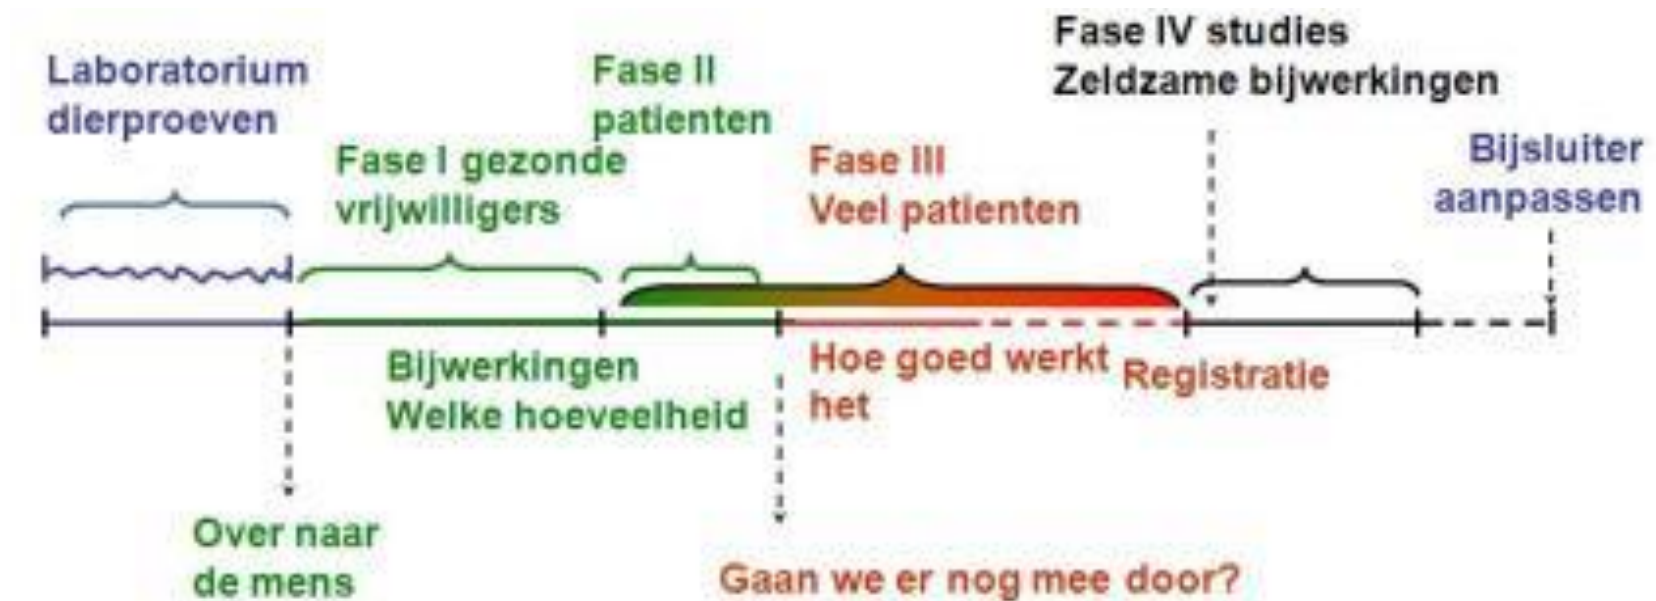 Laboratorium
dierproeven
Fase I gezonde
vrijwilligers
Fase II
patienten
Fase III
Veel patienten
Fase IV studies
Zeldzame bijwerkingen
Bijsluiter
aanpassen
Bijwerkingen
Welke hoeveelheid
Hoe goed werkt
het
Registratie
Over naar
de mens
Gaan we er nog mee door?